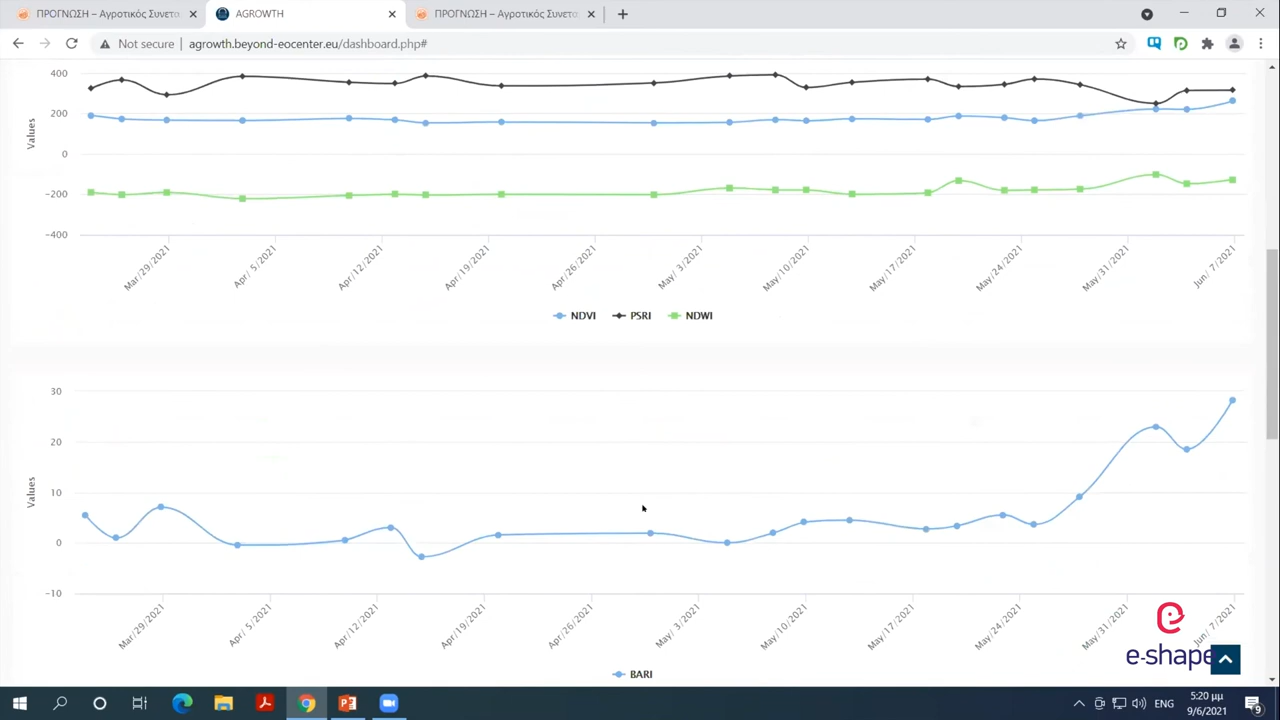 ΠΡΟΓΝΩΣΗ – Αγροτικός Συνετα
AGROWTH
ΠΡΟΓΝΩΣΗ – Αγροτικός Συνετα
Not secure | agrowth.beyond-eocenter.eu/dashboard.php#
400
200
0
−200
−400
Values
Mar/29/2021 Apr/ 5/2021 Apr/12/2021 Apr/19/2021 Apr/26/2021 May/ 3/2021 May/10/2021 May/17/2021 May/24/2021 May/31/2021 Jun/ 7/2021
NDVI PSRI NDWI
30
20
10
0
−10
Values
Mar/29/2021 Apr/ 5/2021 Apr/12/2021 Apr/19/2021 Apr/26/2021 May/ 3/2021 May/10/2021 May/17/2021 May/24/2021 May/31/2021 Jun/ 7/2021
BARI
e-shape
ENG
5:20 μμ
9/6/2021
9